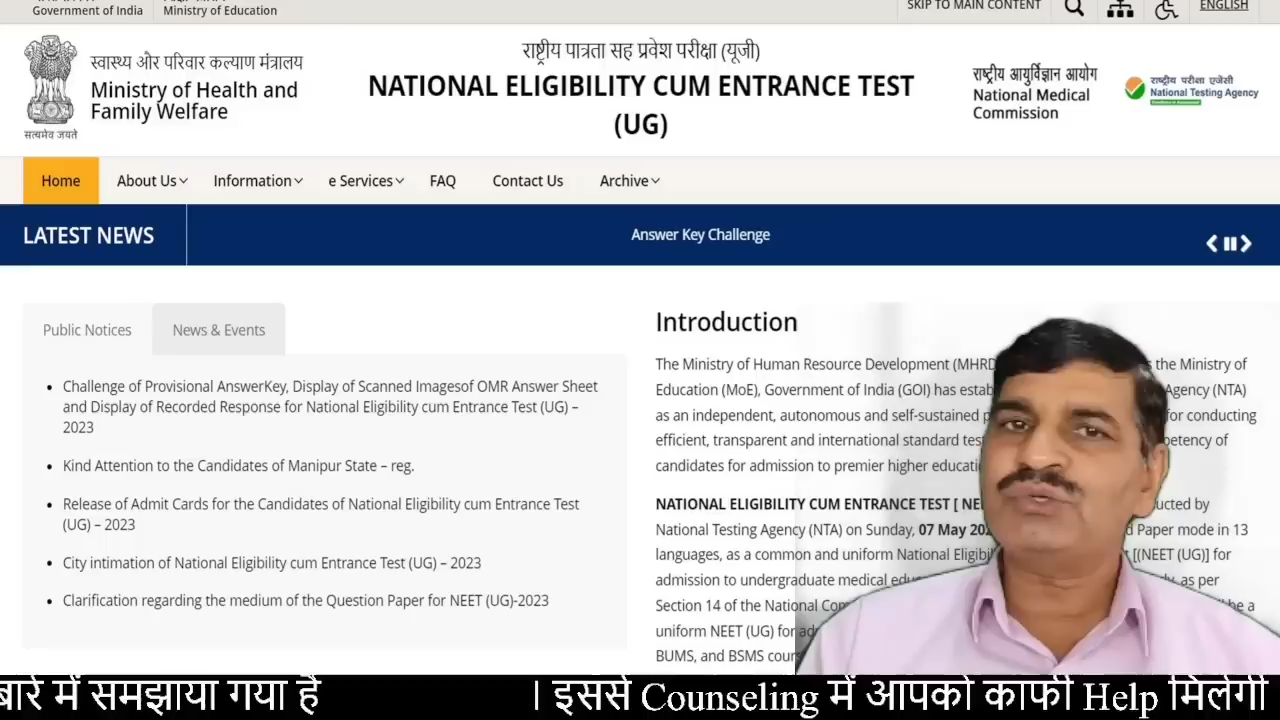 Government of India
Ministry of Education
SKIP TO MAIN CONTENT
ENGLISH
स्वास्थ्य और परिवार कल्याण मंत्रालय
Ministry of Health and
Family Welfare
सत्यमेव जयते
राष्ट्रीय पात्रता सह प्रवेश परीक्षा (यूजी)
NATIONAL ELIGIBILITY CUM ENTRANCE TEST
(UG)
राष्ट्रीय आयुर्विज्ञान आयोग
National Medical
Commission
राष्ट्रीय परीक्षा एजेंसी
National Testing Agency
Excellence in Assessment
Home About Us Information e Services FAQ Contact Us Archive
LATEST NEWS
Answer Key Challenge
Public Notices News & Events
Challenge of Provisional AnswerKey, Display of Scanned Imagesof OMR Answer Sheet
and Display of Recorded Response for National Eligibility cum Entrance Test (UG) –
2023
Kind Attention to the Candidates of Manipur State – reg.
Release of Admit Cards for the Candidates of National Eligibility cum Entrance Test
(UG) – 2023
City intimation of National Eligibility cum Entrance Test (UG) – 2023
Clarification regarding the medium of the Question Paper for NEET (UG)-2023
Introduction
The Ministry of Human Resource Development (MHRD the Ministry of
Education (MoE), Government of India (GOI) has Agency (NTA)
as an independent, autonomous and self-sustained for conducting
efficient, transparent and international standard of
candidates for admission to premier higher
NATIONAL ELIGIBILITY CUM ENTRANCE TEST [ by
National Testing Agency (NTA) on Sunday, 07 May Paper mode in 13
languages, as a common and uniform National [(NEET (UG)] for
admission to undergraduate medical as per
Section 14 of the National be a
uniform NEET (UG) for
BUMS, and BSMS
बारे में समझाया गया है । इससे Counseling में आपको काफी Help मिलेगी